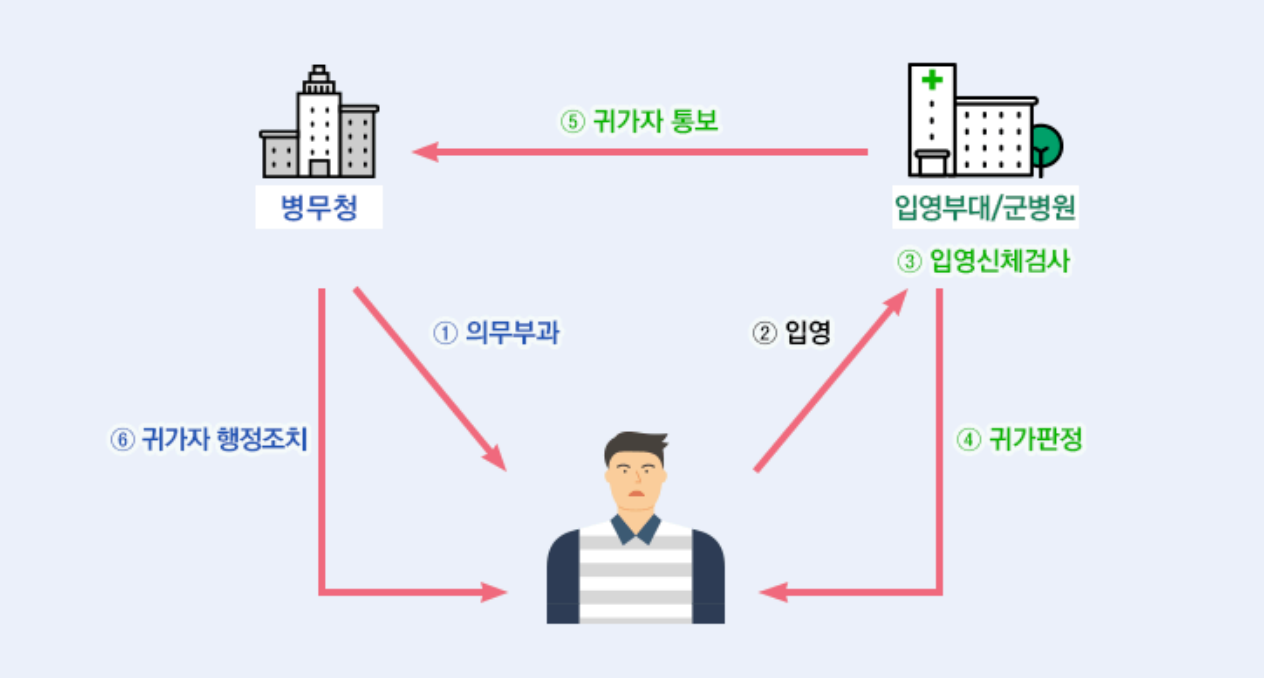 ⑤ 귀가자 통보
병무청
입영부대/군병원
③ 입영신체검사
① 의무부과
② 입영
⑥ 귀가자 행정조치
④ 귀가판정